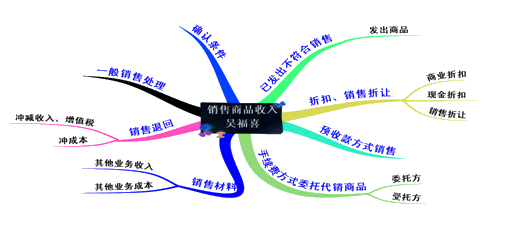 销售商品收入
吴福喜
确认条件
一般销售处理
销售退回
冲减收入、增值税
冲成本
销售材料
其他业务收入
其他业务成本
已发出不符合销售
发出商品
折扣、销售折让
商业折扣
现金折扣
销售折让
预收款方式销售
手续费方式委托代销商品
委托方
受托方